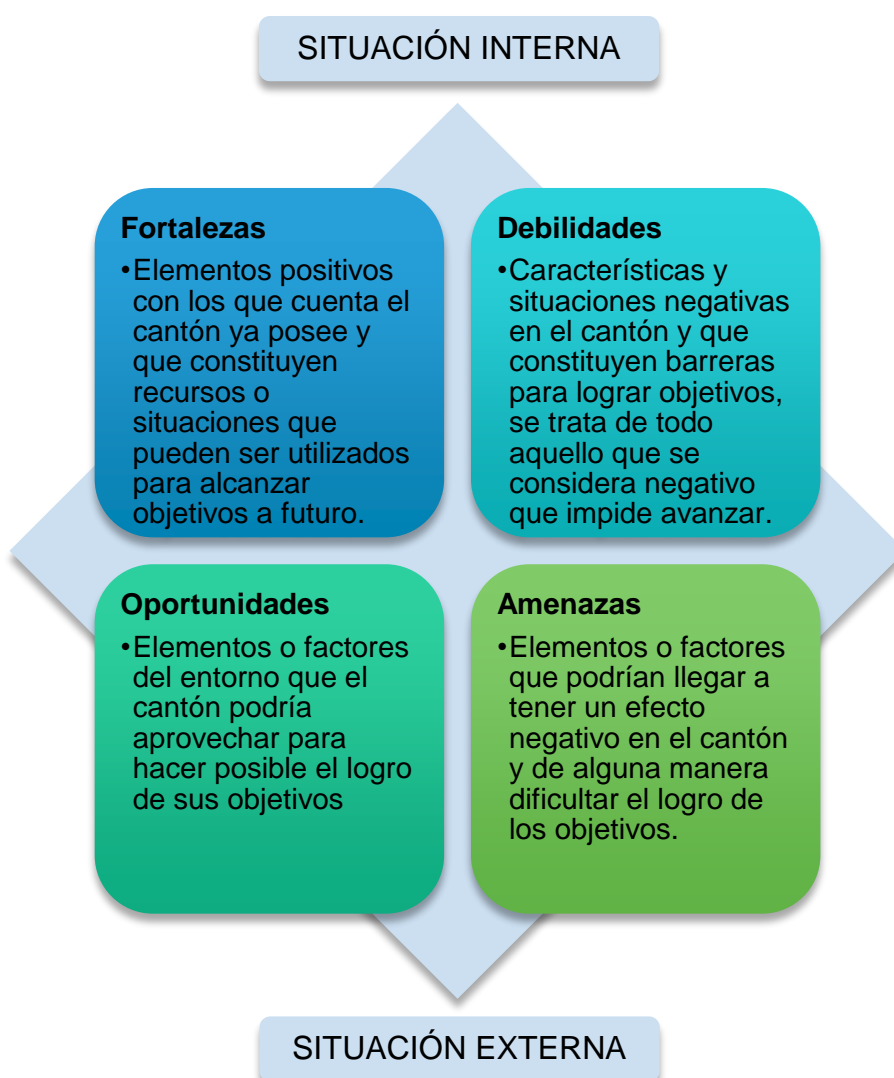 SITUACIÓN INTERNA
Fortalezas
•Elementos positivos
con los que cuenta el
cantón ya posee y
que constituyen
recursos o
situaciones que
pueden ser utilizados
para alcanzar
objetivos a futuro.
Debilidades
•Características y
situaciones negativas
en el cantón y que
constituyen barreras
para lograr objetivos,
se trata de todo
aquello que se
considera negativo
que impide avanzar.
Oportunidades
•Elementos o factores
del entorno que el
cantón podría
aprovechar para
hacer posible el logro
de sus objetivos
Amenazas
•Elementos o factores
que podrían llegar a
tener un efecto
negativo en el cantón
y de alguna manera
dificultar el logro de
los objetivos.
SITUACIÓN EXTERNA